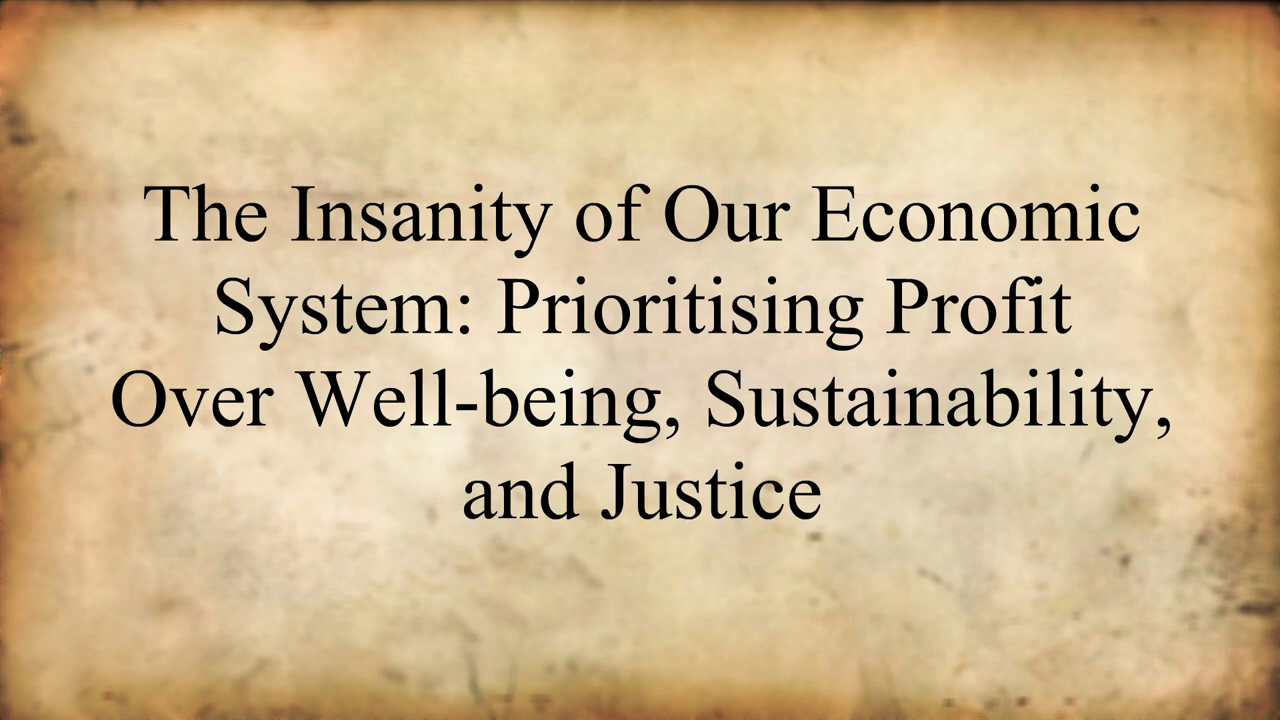 The Insanity of Our Economic
System: Prioritising Profit
Over Well-being, Sustainability,
and Justice